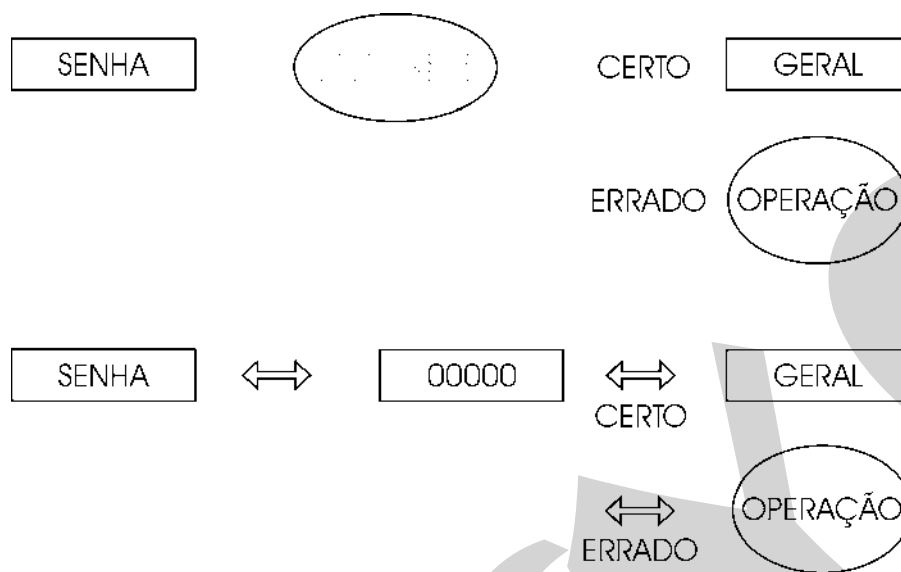 SENHA CERTO GERAL
ERRADO OPERAÇÃO
SENHA 00000 GERAL
CERTO
OPERAÇÃO
ERRADO